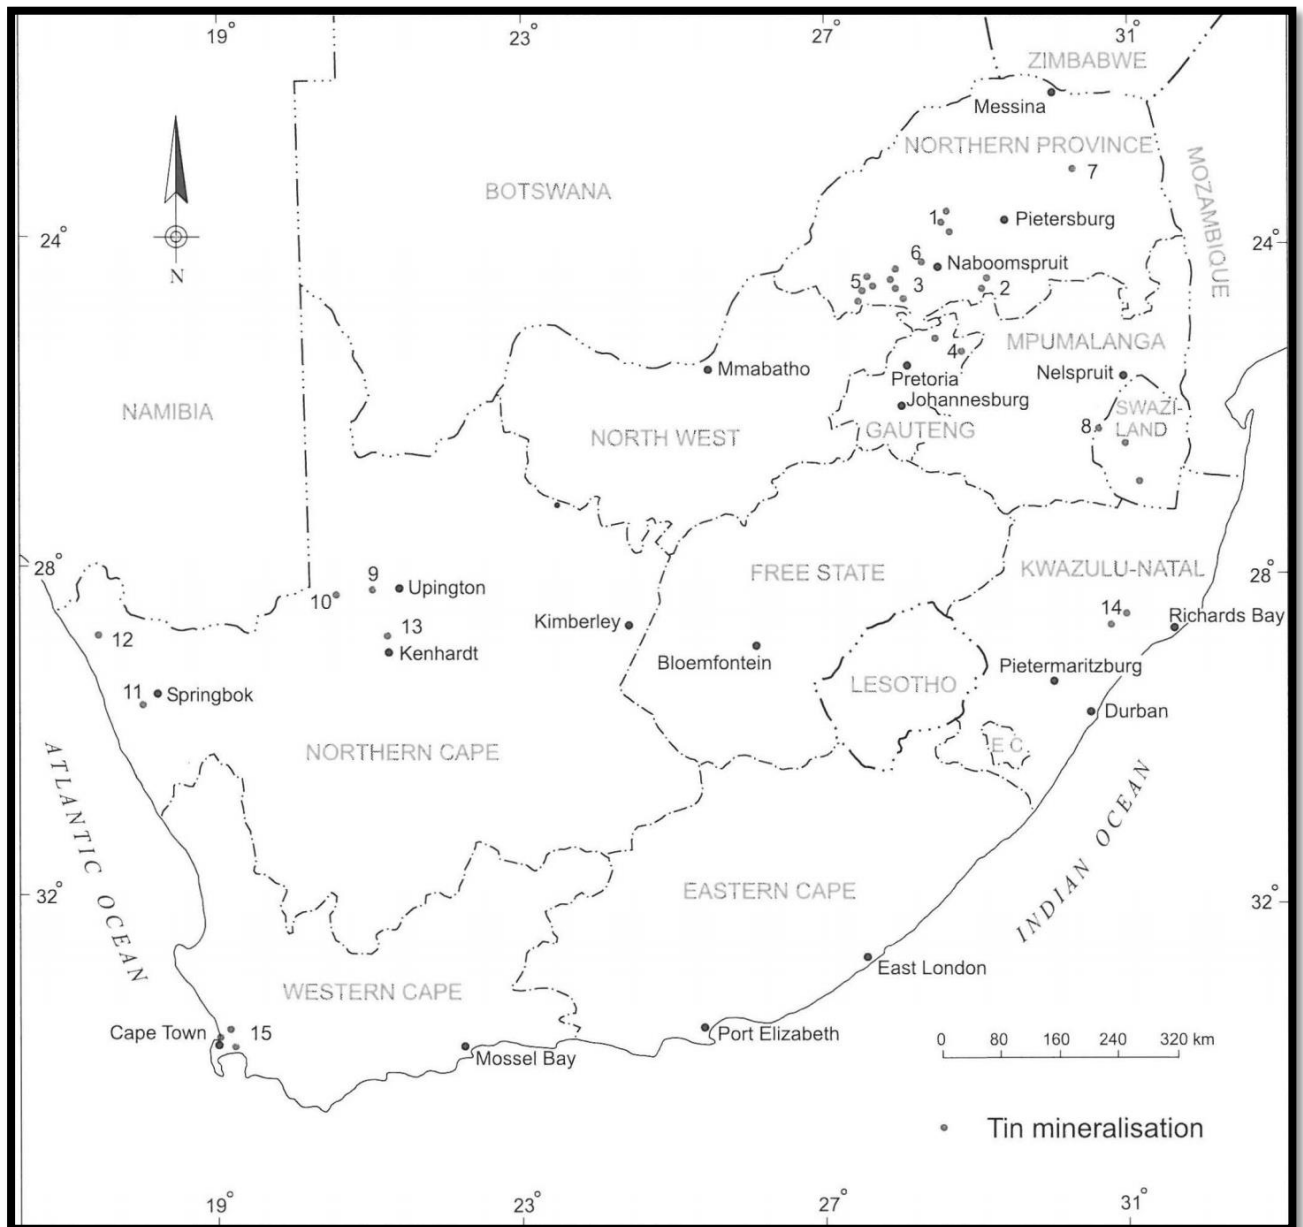 19°
23°
27°
31°
ZIMBABWE
Messina
NORTHERN PROVINCE
MOZAMBIQUE
7
BOTSWANA
1
Pietersburg
24°
24°
6
Naboomspruit
N
5
3
2
MPUMALANGA
4
Mmabatho
Pretoria
Nelspruit
Johannesburg
NAMIBIA
SWAZI-
LAND
8
NORTH WEST
GAUTENG
28°
28°
9
FREE STATE
KWAZULU-NATAL
10
Upington
14
Richards Bay
12
13
Kimberley
Kenhardt
Bloemfontein
Pietermaritzburg
11
Springbok
LESOTHO
Durban
NORTHERN CAPE
E C
ATLANTIC OCEAN
INDIAN OCEAN
32°
32°
EASTERN CAPE
East London
WESTERN CAPE
Cape Town
15
Port Elizabeth
Mossel Bay
0 80 160 240 320 km
Tin mineralisation
19°
23°
27°
31°